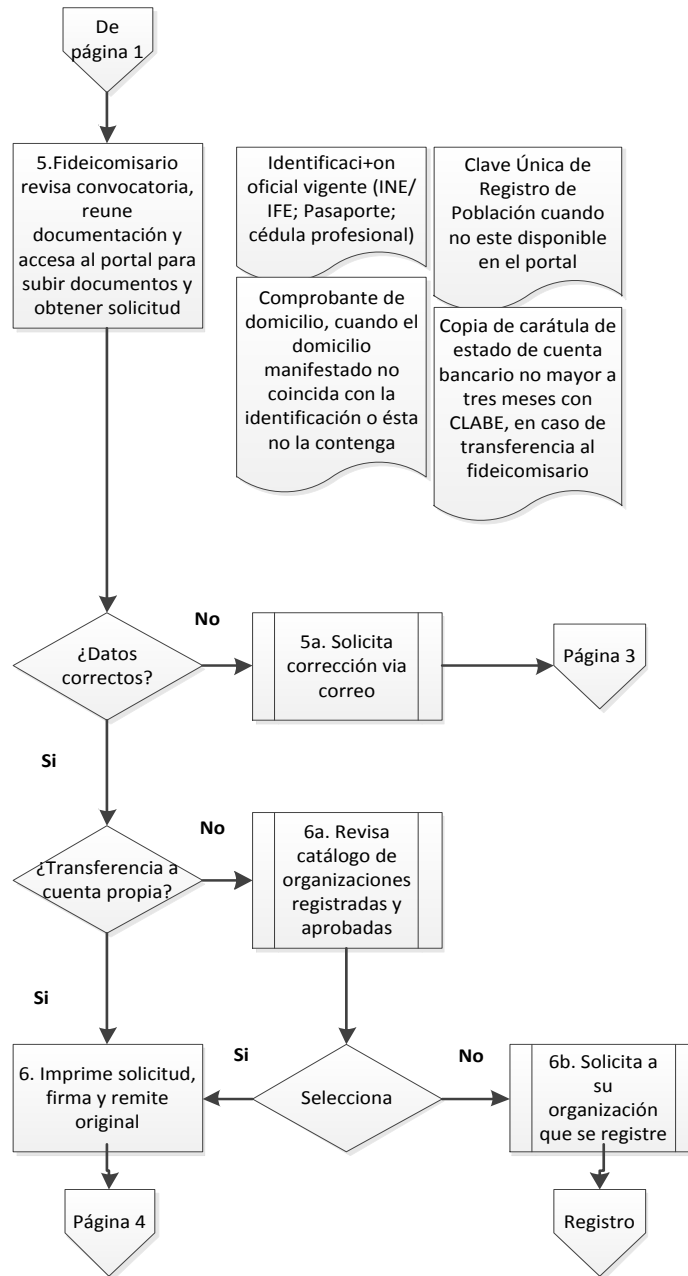 De
página 1
5.Fideicomisario
revisa convocatoria,
reune
documentación y
accesa al portal para
subir documentos y
obtener solicitud
Identificaci+on
oficial vigente (INE/
IFE; Pasaporte;
cédula profesional)
Clave Única de
Registro de
Población cuando
no este disponible
en el portal
Comprobante de
domicilio, cuando el
domicilio
manifestado no
coincida con la
identificación o ésta
no la contenga
Copia de carátula de
estado de cuenta
bancario no mayor a
tres meses con
CLABE, en caso de
transferencia al
fideicomisario
¿Datos
correctos?
No
5a. Solicita
corrección via
correo
Página 3
Si
¿Transferencia a
cuenta propia?
No
6a. Revisa
catálogo de
organizaciones
registradas y
aprobadas
Si
6. Imprime solicitud,
firma y remite
original
Si
Selecciona
No
6b. Solicita a
su
organización
que se registre
Página 4
Registro